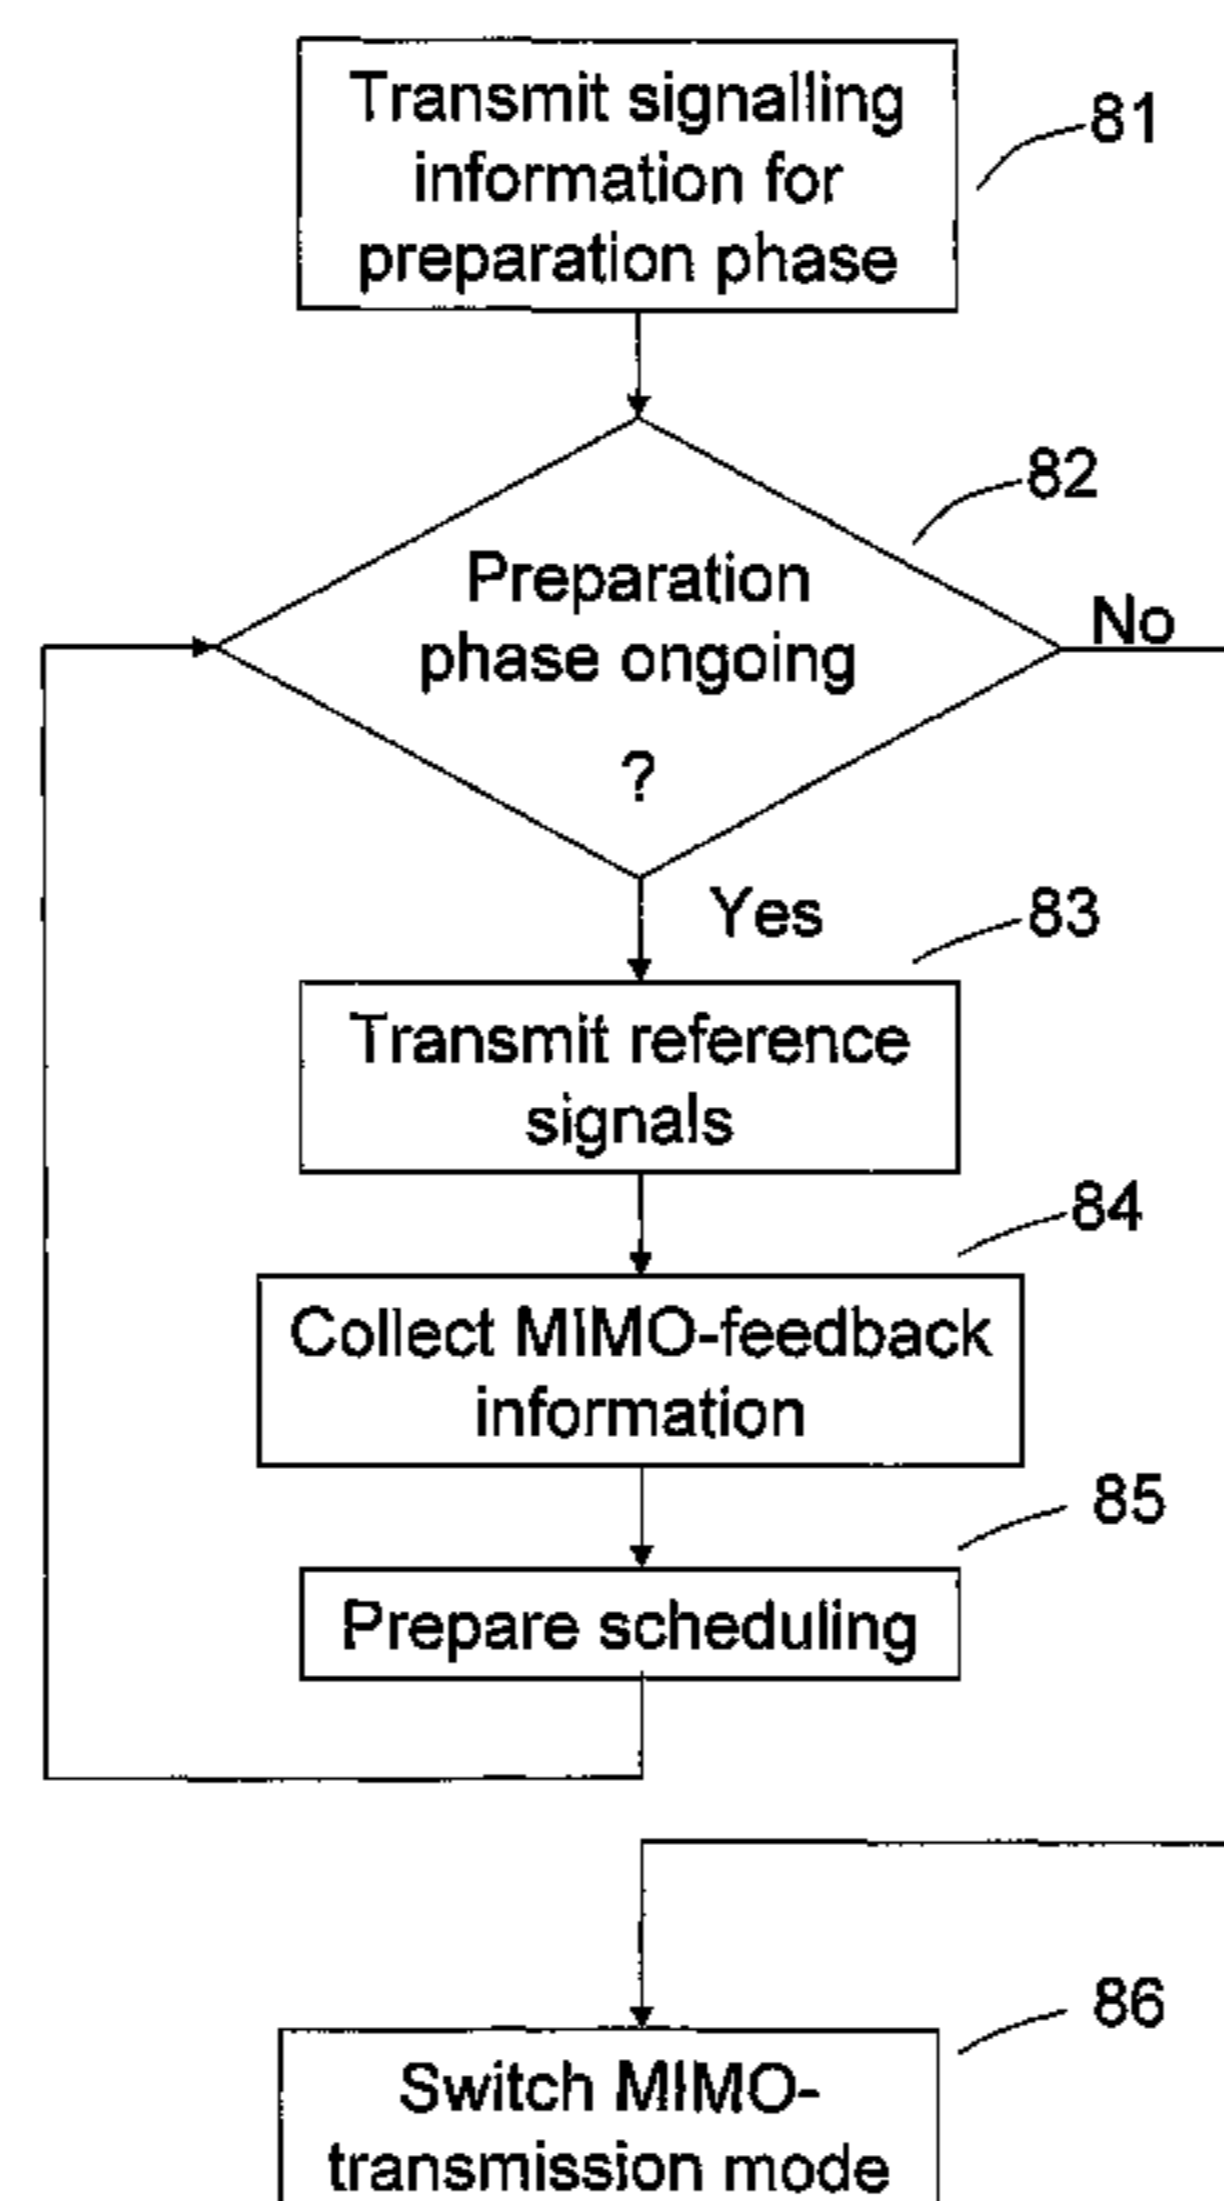 Transmit signalling
information for
preparation phase
81
82
Preparation
phase ongoing
?
No
Yes
83
Transmit reference
signals
84
Collect MIMO-feedback
information
85
Prepare scheduling
86
Switch MIMO-
transmission mode